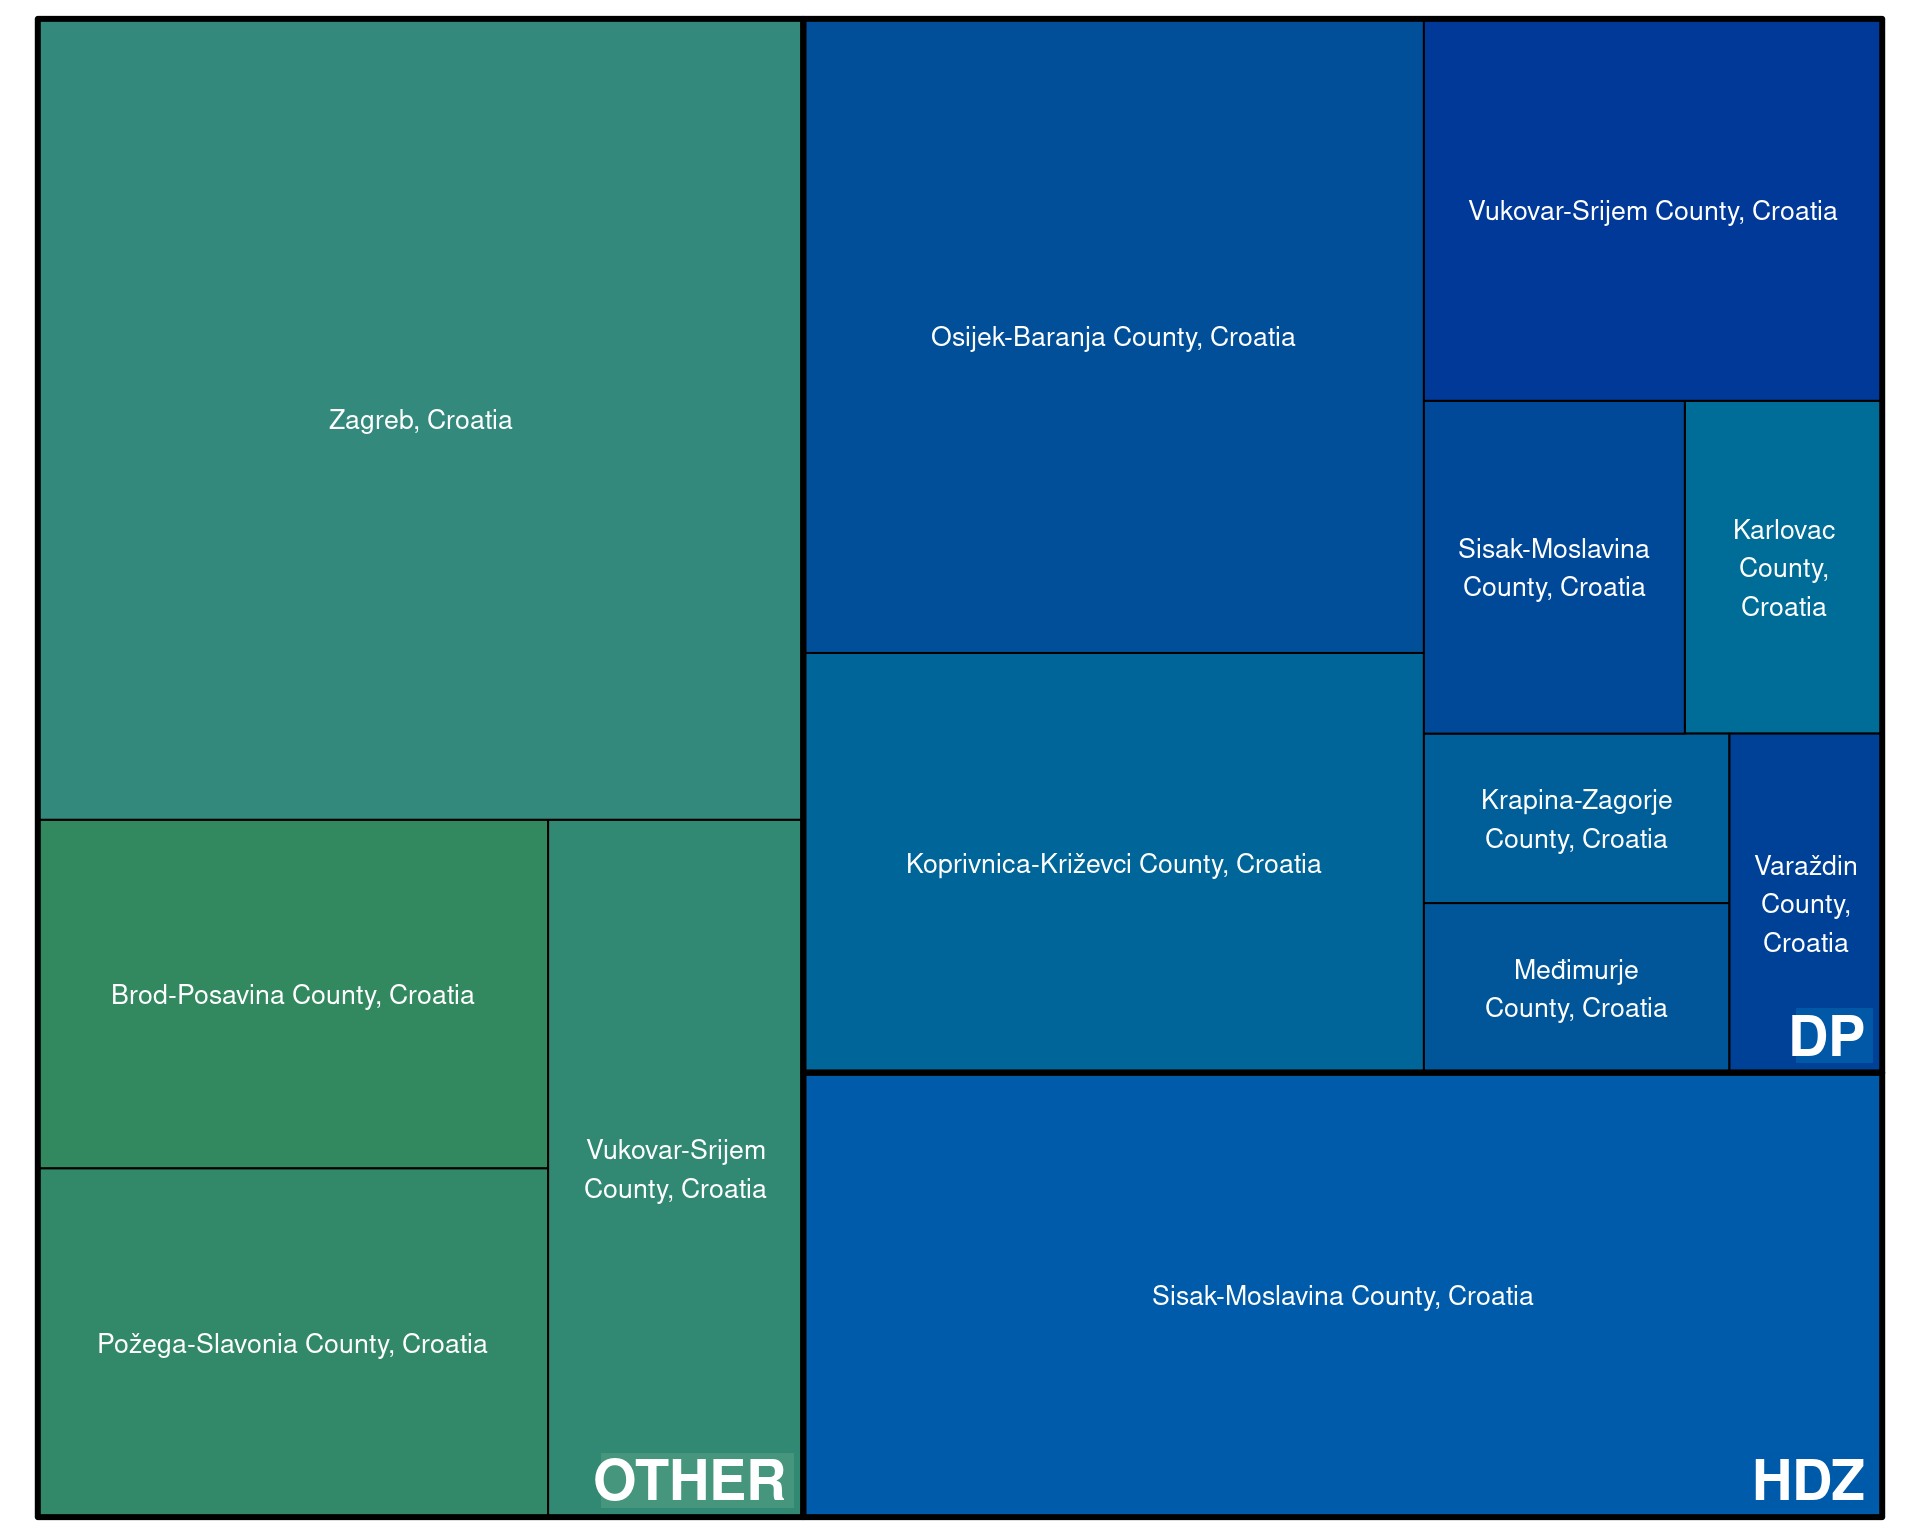 Zagreb, Croatia
Brod-Posavina County, Croatia
Požega-Slavonia County, Croatia
Vukovar-Srijem
County, Croatia
OTHER
Osijek-Baranja County, Croatia
Koprivnica-Križevci County, Croatia
Vukovar-Srijem County, Croatia
Sisak-Moslavina
County, Croatia
Karlovac
County,
Croatia
Krapina-Zagorje
County, Croatia
Međimurje
County, Croatia
Varaždin
County,
Croatia
DP
Sisak-Moslavina County, Croatia
HDZ